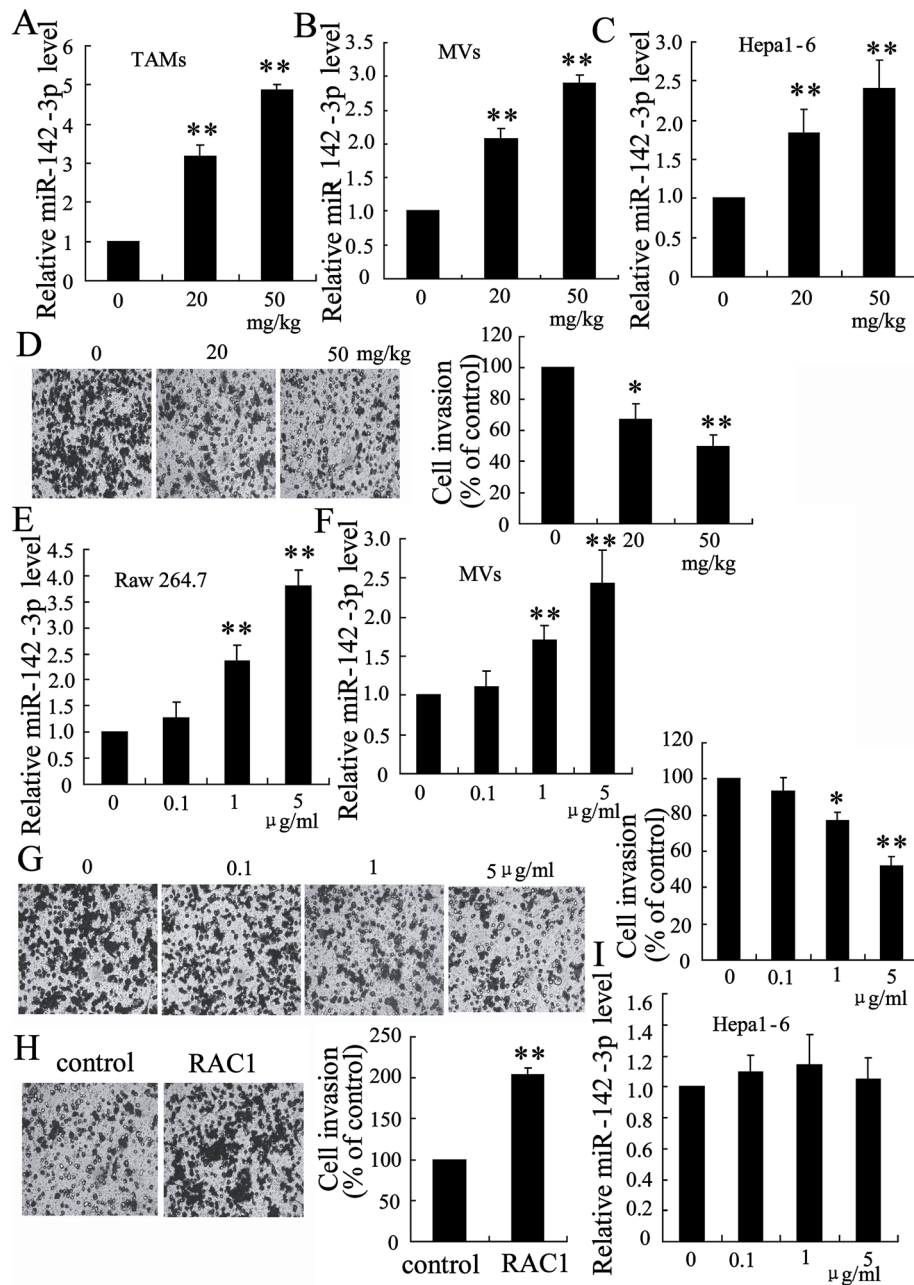 A
Relative miR-142-3p level
TAMs
6
5
4
3
2
1
0
**
**
0
20
50
mg/kg
B
Relative miR 142-3p level
MVs
3.5
3.0
2.5
2.0
1.5
1.0
0.5
0
**
**
0
20
50
mg/kg
C
Relative miR-142-3p level
Hepa1-6
3.0
2.5
2.0
1.5
1.0
0.5
0
**
**
0
20
50
mg/kg
D
0
20
50 mg/kg
Cell invasion
(% of control)
120
100
80
60
40
20
0
*
**
0
20
50
mg/kg
E
Relative miR-142-3p level
Raw 264.7
4.5
4.0
3.5
3.0
2.5
2.0
1.5
1.0
0.5
0
**
**
0
0.1
1
5
μg/ml
F
Relative miR-142-3p level
MVs
3.0
2.5
2.0
1.5
1.0
0.5
0
**
**
0
0.1
1
5
μg/ml
G
0
0.1
1
5 μg/ml
Cell invasion
(% of control)
120
100
80
60
40
20
0
*
**
0
0.1
1
5
μg/ml
H
control
RAC1
Cell invasion
(% of control)
250
200
150
100
50
0
**
control
RAC1
I
Relative miR-142-3p level
Hepa1-6
1.6
1.4
1.2
1.0
0.8
0.6
0.4
0.2
0
0
0.1
1
5
μg/ml